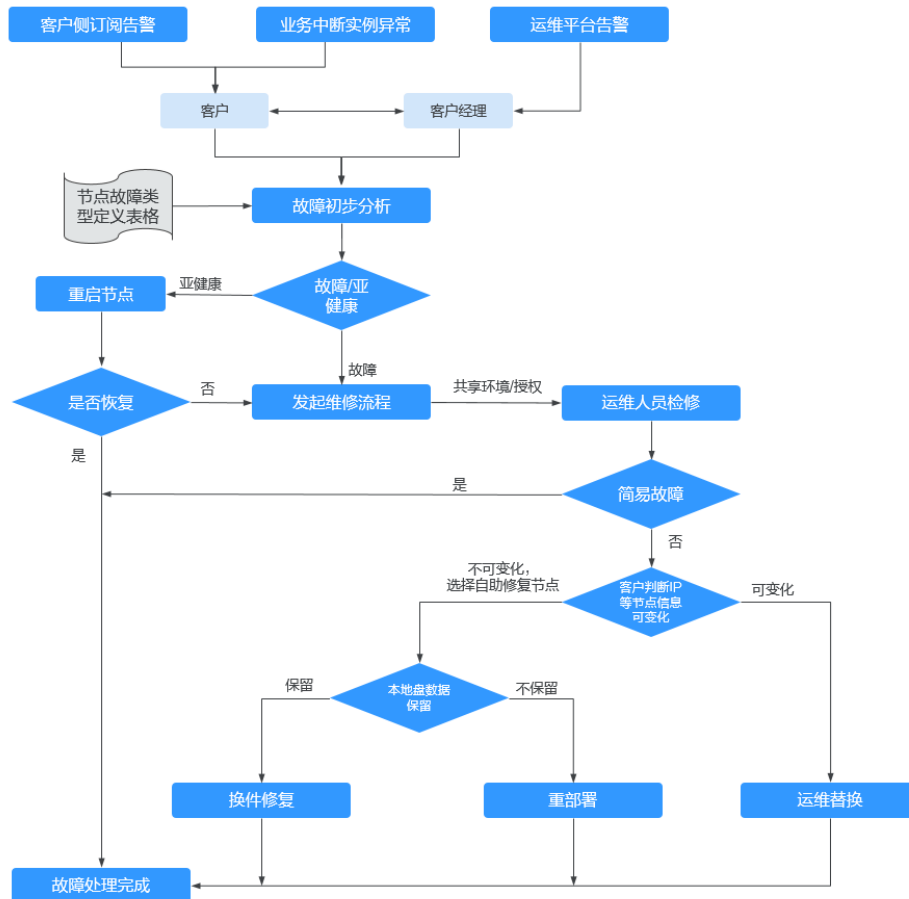 客户侧订阅告警
业务中断实例异常
运维平台告警
客户
客户经理
节点故障类
型定义表格
故障初步分析
亚健康
故障/亚
健康
重启节点
故障
共享环境/授权
是否恢复
否
发起维修流程
运维人员检修
是
是
简易故障
否
不可变化，
选择自助修复节点
客户判断IP
等节点信息
可变化
可变化
保留
本地盘数据
保留
不保留
换件修复
重部署
运维替换
故障处理完成